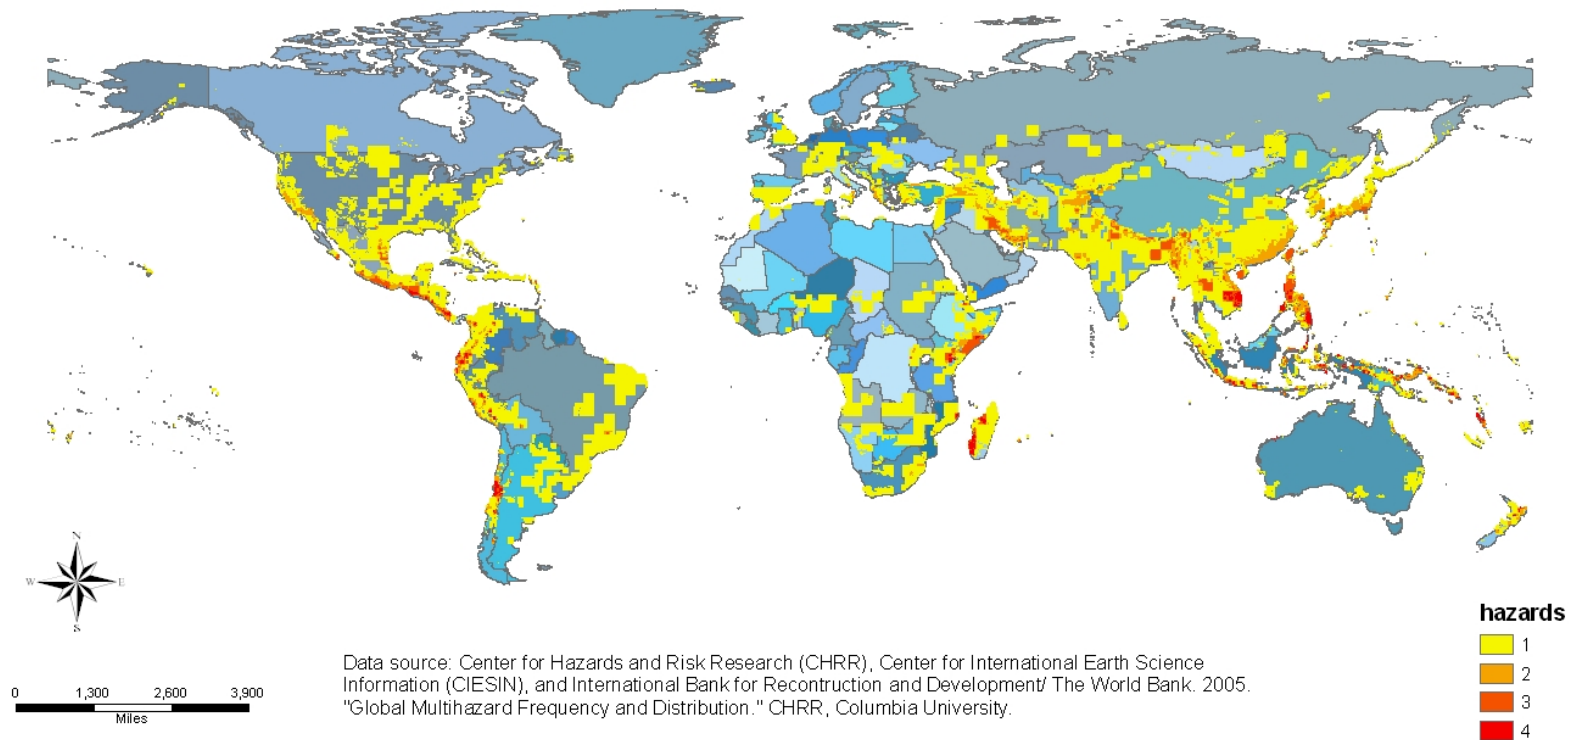 N
W E
S
0 1,300 2,600 3,900
Miles
Data source: Center for Hazards and Risk Research (CHRR), Center for International Earth Science
Information (CIESIN), and International Bank for Recontruction and Development/ The World Bank. 2005.
"Global Multihazard Frequency and Distribution." CHRR, Columbia University.
hazards
1
2
3
4